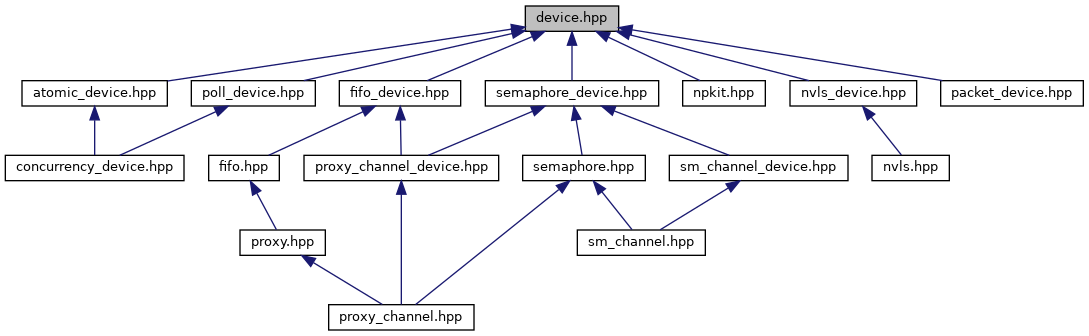 device.hpp
atomic_device.hpp
poll_device.hpp
fifo_device.hpp
semaphore_device.hpp
npkit.hpp
nvls_device.hpp
packet_device.hpp
concurrency_device.hpp
fifo.hpp
proxy_channel_device.hpp
semaphore.hpp
sm_channel_device.hpp
nvls.hpp
proxy.hpp
sm_channel.hpp
proxy_channel.hpp